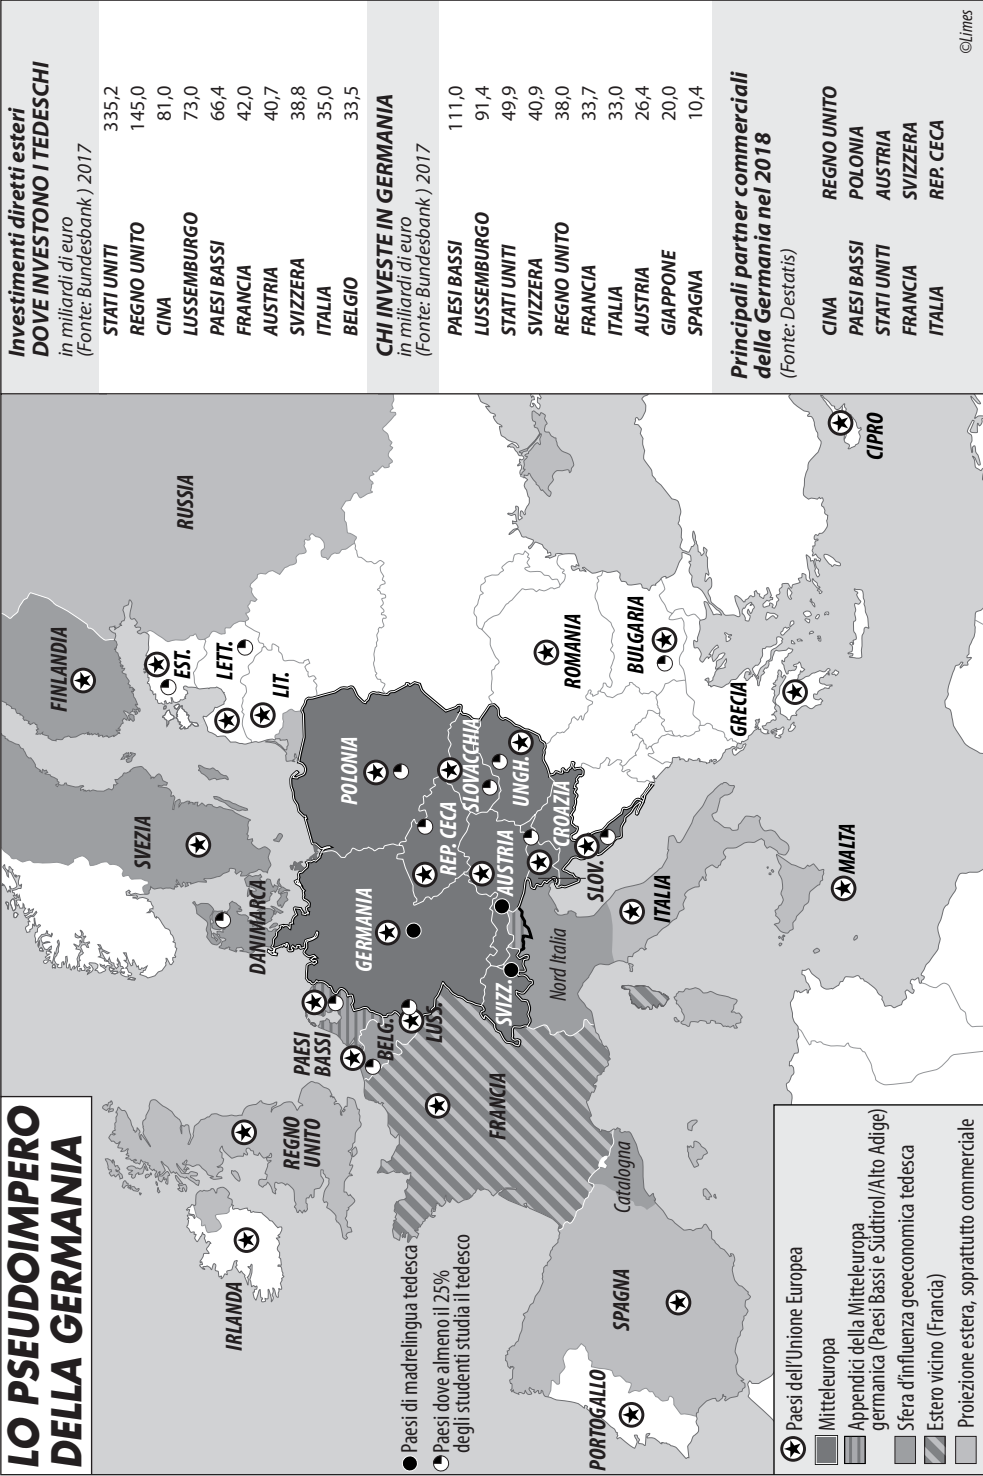 LO PSEUDOIMPERO
DELLA GERMANIA
IRLANDA
REGNO
UNITO
PAESI
BASSI
BELG.
LUSS.
DANIMARCA
SVEZIA
FINLANDIA
EST.
LETT.
LIT.
RUSSIA
GERMANIA
POLONIA
REP. CECA
SLOVACCHIA
AUSTRIA
UNGH.
SVIZZ.
SLOV.
CROAZIA
ROMANIA
BULGARIA
GRECIA
CIPRO
FRANCIA
Nord Italia
ITALIA
MALTA
Catalogna
SPAGNA
PORTOGALLO
Paesi di madrelingua tedesca
Paesi dove almeno il 25%
degli studenti studia il tedesco
Paesi dell'Unione Europea
Mitteleuropa
Appendici della Mitteleuropa
germanica (Paesi Bassi e Südtirol/Alto Adige)
Sfera d'influenza geoeconomica tedesca
Estero vicino (Francia)
Proiezione estera, soprattutto commerciale
Investimenti diretti esteri
DOVE INVESTONO I TEDESCHI
in miliardi di euro
(Fonte: Bundesbank ) 2017
STATI UNITI 335,2
REGNO UNITO 145,0
CINA 81,0
LUSSEMBURGO 73,0
PAESI BASSI 66,4
FRANCIA 42,0
AUSTRIA 40,7
SVIZZERA 38,8
ITALIA 35,0
BELGIO 33,5
CHI INVESTE IN GERMANIA
in miliardi di euro
(Fonte: Bundesbank ) 2017
PAESI BASSI 111,0
LUSSEMBURGO 91,4
STATI UNITI 49,9
SVIZZERA 40,9
REGNO UNITO 38,0
FRANCIA 33,7
ITALIA 33,0
AUSTRIA 26,4
GIAPPONE 20,0
SPAGNA 10,4
Principali partner commerciali
della Germania nel 2018
(Fonte: Destatis)
CINA REGNO UNITO
PAESI BASSI POLONIA
STATI UNITI AUSTRIA
FRANCIA SVIZZERA
ITALIA REP. CECA
©Limes